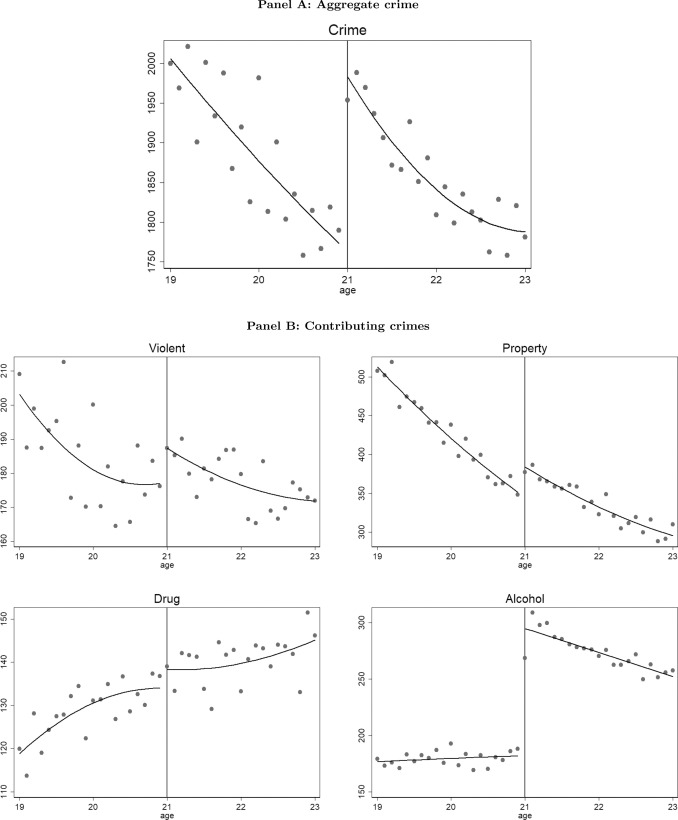 Panel A: Aggregate crime
Crime
2000
1950
1900
1850
1800
1750
19 20 21 22 23
age
Panel B: Contributing crimes
Violent Property
210
200
190
180
170
160
19 20 21 22 23
age
500
450
400
350
300
19 20 21 22 23
age
Drug Alcohol
150
140
130
120
110
19 20 21 22 23
age
300
250
200
150
19 20 21 22 23
age